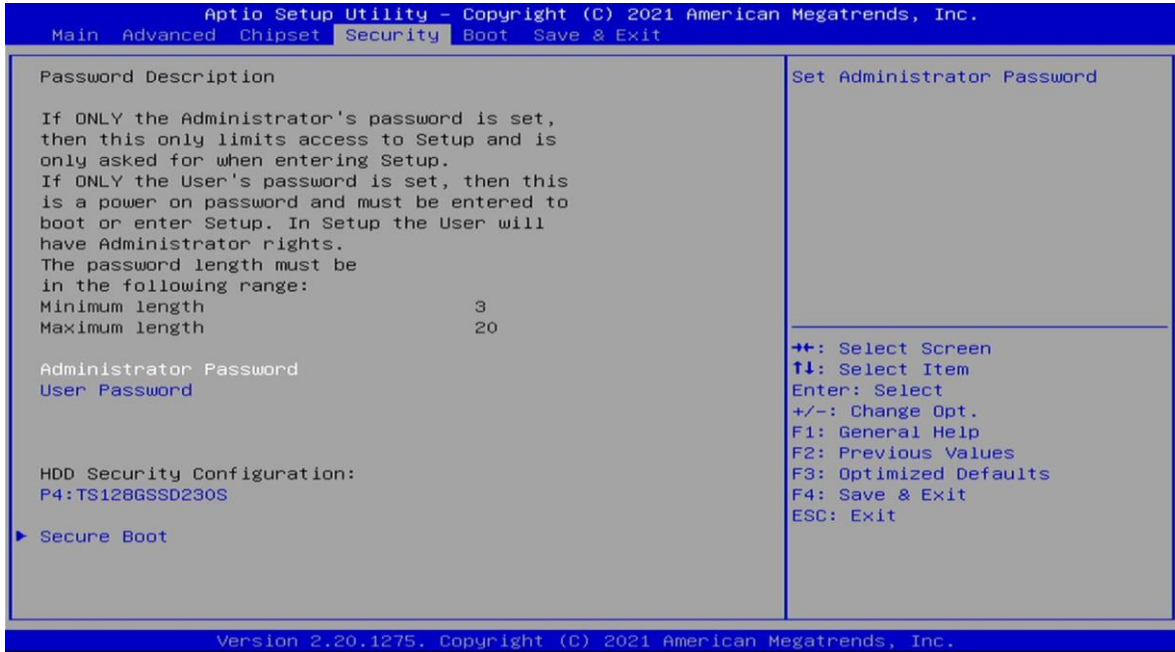 Aptio Setup Utility – Copyright (C) 2021 American Megatrends, Inc.
Main Advanced Chipset Security Boot Save & Exit
Password Description
If ONLY the Administrator's password is set,
then this only limits access to Setup and is
only asked for when entering Setup.
If ONLY the User's password is set, then this
is a power on password and must be entered to
boot or enter Setup. In Setup the User will
have Administrator rights.
The password length must be
in the following range:
Minimum length 3
Maximum length 20
Administrator Password
User Password
HDD Security Configuration:
P4:TS128GSSD230S
► Secure Boot
Set Administrator Password
→←: Select Screen
↑↓: Select Item
Enter: Select
+/-: Change Opt.
F1: General Help
F2: Previous Values
F3: Optimized Defaults
F4: Save & Exit
ESC: Exit
Version 2.20.1275. Copyright (C) 2021 American Megatrends, Inc.